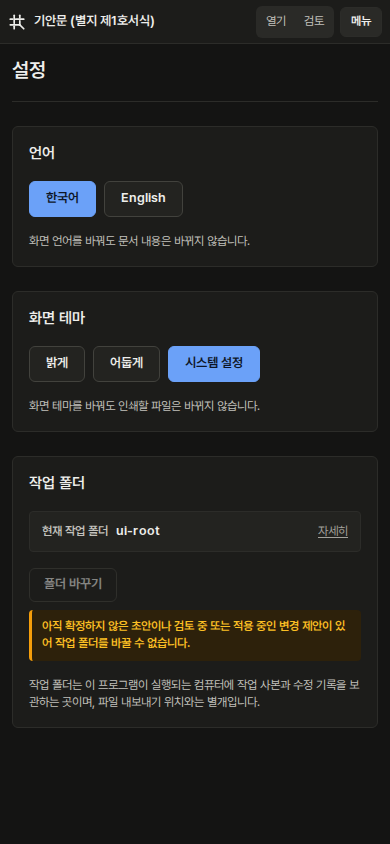 기안문 (별지 제1호서식)
열기 검토 메뉴
설정
언어
한국어 English
화면 언어를 바꿔도 문서 내용은 바뀌지 않습니다.
화면 테마
밝게 어둡게 시스템 설정
화면 테마를 바꿔도 인쇄할 파일은 바뀌지 않습니다.
작업 폴더
현재 작업 폴더 ui-root 자세히
폴더 바꾸기
아직 확정하지 않은 초안이나 검토 중 또는 적용 중인 변경 제안이 있
어 작업 폴더를 바꿀 수 없습니다.
작업 폴더는 이 프로그램이 실행되는 컴퓨터에 작업 사본과 수정 기록을 보
관하는 곳이며, 파일 내보내기 위치와는 별개입니다.